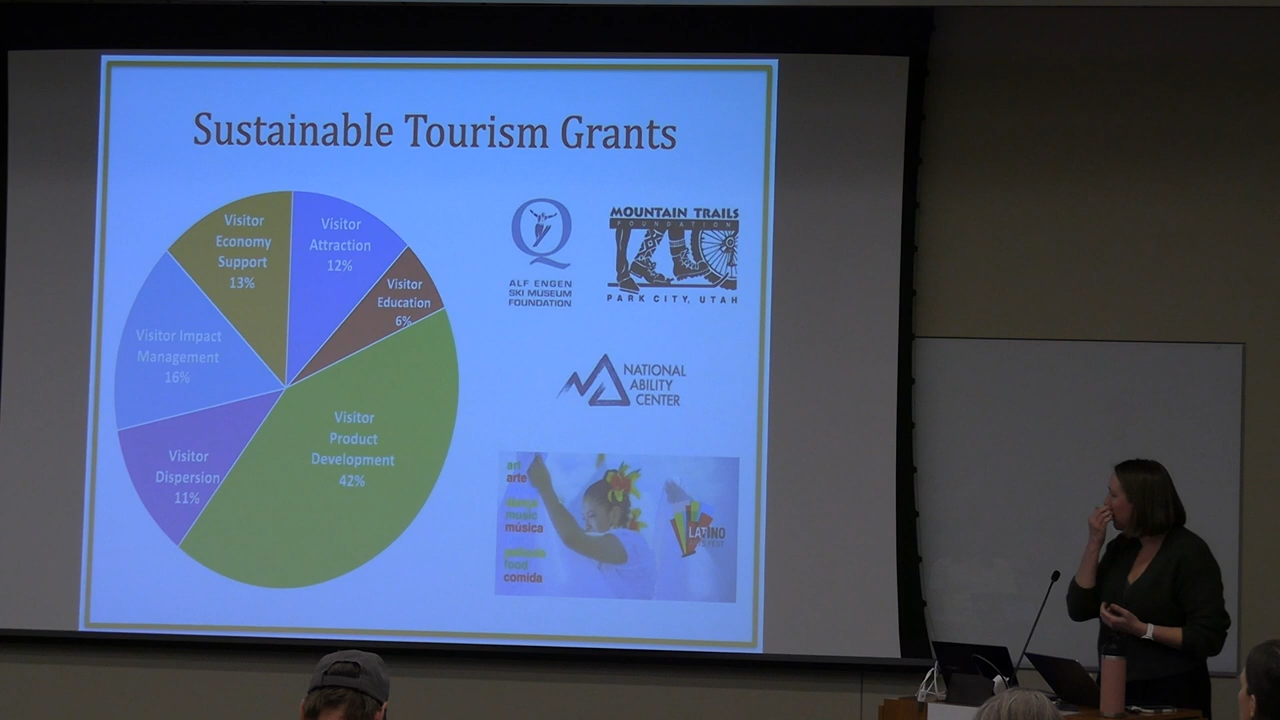 Sustainable Tourism Grants
Visitor
Economy
Support
13%
Visitor
Attraction
12%
Visitor
Education
6%
Visitor Impact
Management
16%
Visitor
Product
Development
42%
Visitor
Dispersion
11%
Q
ALF ENGEN
SKI MUSEUM
FOUNDATION
MOUNTAIN TRAILS
FOUNDATION
PARK CITY, UTAH
NATIONAL
ABILITY
CENTER
art
arte
music
música
food
comida
LATINO